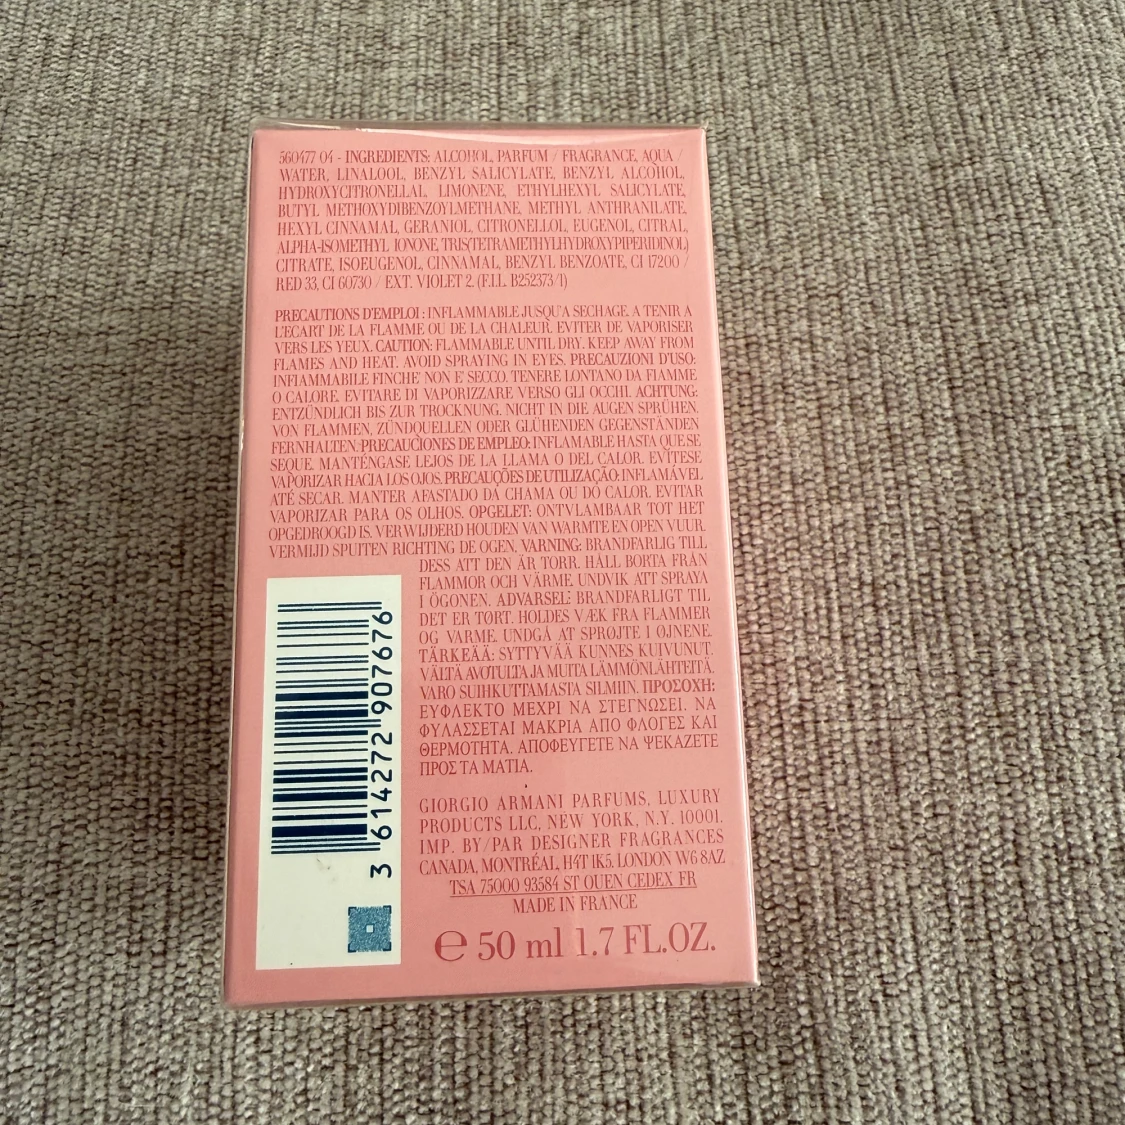 560477 04 - INGREDIENTS: ALCOHOL, PARFUM / FRAGRANCE, AQUA /
WATER, LINALOOL, BENZYL SALICYLATE, BENZYL ALCOHOL,
HYDROXYCITRONELLAL, LIMONENE, ETHYLHEXYL SALICYLATE,
BUTYL METHOXYDIBENZOYLMETHANE, METHYL ANTHRANILATE,
HEXYL CINNAMAL, GERANIOL, CITRONELLOL, EUGENOL, CITRAL,
ALPHA-ISOMETHYL IONONE, TRIS(TETRAMETHYLHYDROXYPIPERIDINOL)
CITRATE, ISOEUGENOL, CINNAMAL, BENZYL BENZOATE, CI 17200 /
RED 33, CI 60730 / EXT. VIOLET 2. (F.I.L. B252373/1)
PRECAUTIONS D'EMPLOI : INFLAMMABLE JUSQU'A SECHAGE. A TENIR A
L'ECART DE LA FLAMME OU DE LA CHALEUR. EVITER DE VAPORISER
VERS LES YEUX. CAUTION: FLAMMABLE UNTIL DRY. KEEP AWAY FROM
FLAMES AND HEAT. AVOID SPRAYING IN EYES. PRECAUZIONI D'USO:
INFIAMMABILE FINCHE' NON E' SECCO. TENERE LONTANO DA FIAMME
O CALORE. EVITARE DI VAPORIZZARE VERSO GLI OCCHI. ACHTUNG:
ENTZÜNDLICH BIS ZUR TROCKNUNG. NICHT IN DIE AUGEN SPRÜHEN.
VON FLAMMEN, ZÜNDQUELLEN ODER GLÜHENDEN GEGENSTÄNDEN
FERNHALTEN. PRECAUCIONES DE EMPLEO: INFLAMABLE HASTA QUE SE
SEQUE. MANTÉNGASE LEJOS DE LA LLAMA O DEL CALOR. EVÍTESE
VAPORIZAR HACIA LOS OJOS. PRECAUÇÕES DE UTILIZAÇÃO: INFLAMÁVEL
ATÉ SECAR. MANTER AFASTADO DA CHAMA OU DO CALOR. EVITAR
VAPORIZAR PARA OS OLHOS. OPGELET: ONTVLAMBAAR TOT HET
OPGEDROOGD IS. VERWIJDERD HOUDEN VAN WARMTE EN OPEN VUUR.
VERMIJD SPUITEN RICHTING DE OGEN. VARNING: BRANDFARLIG TILL
DESS ATT DEN ÄR TORR. HÅLL BORTA FRÅN
FLAMMOR OCH VÄRME. UNDVIK ATT SPRAYA
I ÖGONEN. ADVARSEL: BRANDFARLIGT TIL
DET ER TØRT. HOLDES VÆK FRA FLAMMER
OG VARME. UNDGÅ AT SPRØJTE I ØJNENE.
TÄRKEÄÄ: SYTTYVÄÄ KUNNES KUIVUNUT.
VÄLTÄ AVOTULTA JA MUITA LÄMMÖNLÄHTEITÄ.
VARO SUIHKUTTAMASTA SILMIIN. ΠΡΟΣΟΧΗ:
ΕΥΦΛΕΚΤΟ ΜΕΧΡΙ ΝΑ ΣΤΕΓΝΩΣΕΙ. ΝΑ
ΦΥΛΑΣΣΕΤΑΙ ΜΑΚΡΙΑ ΑΠΟ ΦΛΟΓΕΣ ΚΑΙ
ΘΕΡΜΟΤΗΤΑ. ΑΠΟΦΕΥΓΕΤΕ ΝΑ ΨΕΚΑΖΕΤΕ
ΠΡΟΣ ΤΑ ΜΑΤΙΑ.
GIORGIO ARMANI PARFUMS, LUXURY
PRODUCTS LLC, NEW YORK, N.Y. 10001.
IMP. BY/PAR DESIGNER FRAGRANCES
CANADA, MONTRÉAL, H4T 1K5. LONDON W6 8AZ
TSA 75000 93584 ST OUEN CEDEX FR
MADE IN FRANCE
℮ 50 ml 1.7 FL.OZ.
3 614272 907676